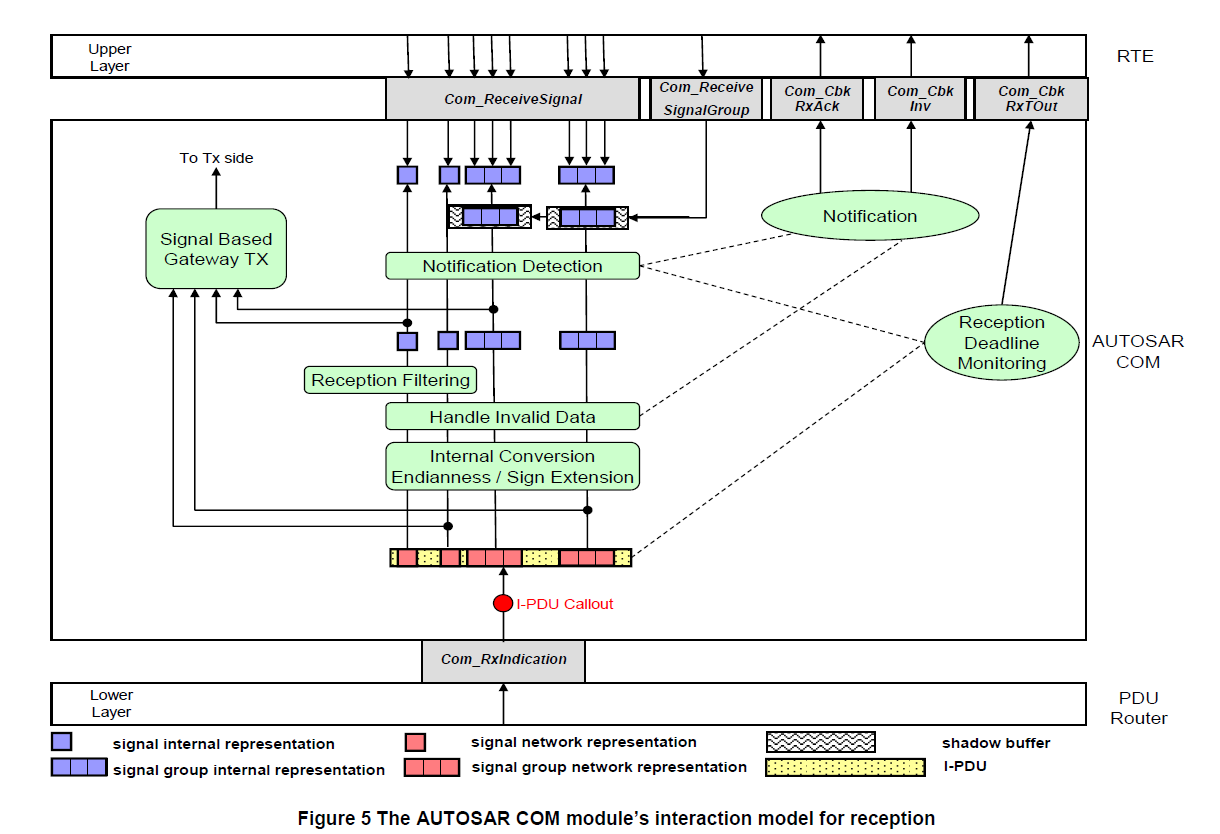 Upper
Layer
RTE
Com_ReceiveSignal
Com_Receive
SignalGroup
Com_Cbk
RxAck
Com_Cbk
Inv
Com_Cbk
RxTOut
To Tx side
Signal Based
Gateway TX
Notification
Notification Detection
Reception
Deadline
Monitoring
AUTOSAR
COM
Reception Filtering
Handle Invalid Data
Internal Conversion
Endianness / Sign Extension
I-PDU Callout
Com_RxIndication
Lower
Layer
PDU
Router
signal internal representation
signal network representation
shadow buffer
signal group internal representation
signal group network representation
I-PDU
Figure 5 The AUTOSAR COM module's interaction model for reception